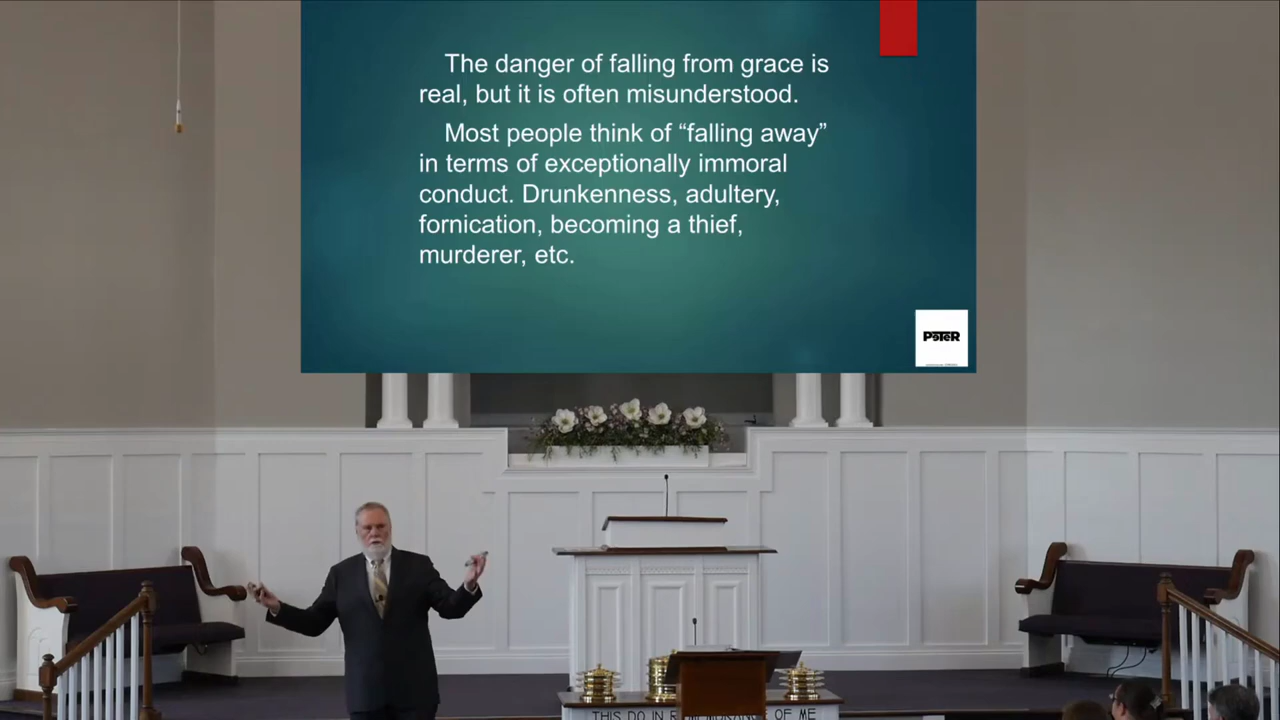 The danger of falling from grace is
real, but it is often misunderstood.
Most people think of “falling away”
in terms of exceptionally immoral
conduct. Drunkenness, adultery,
fornication, becoming a thief,
murderer, etc.
PeTeR
THIS DO IN OF ME